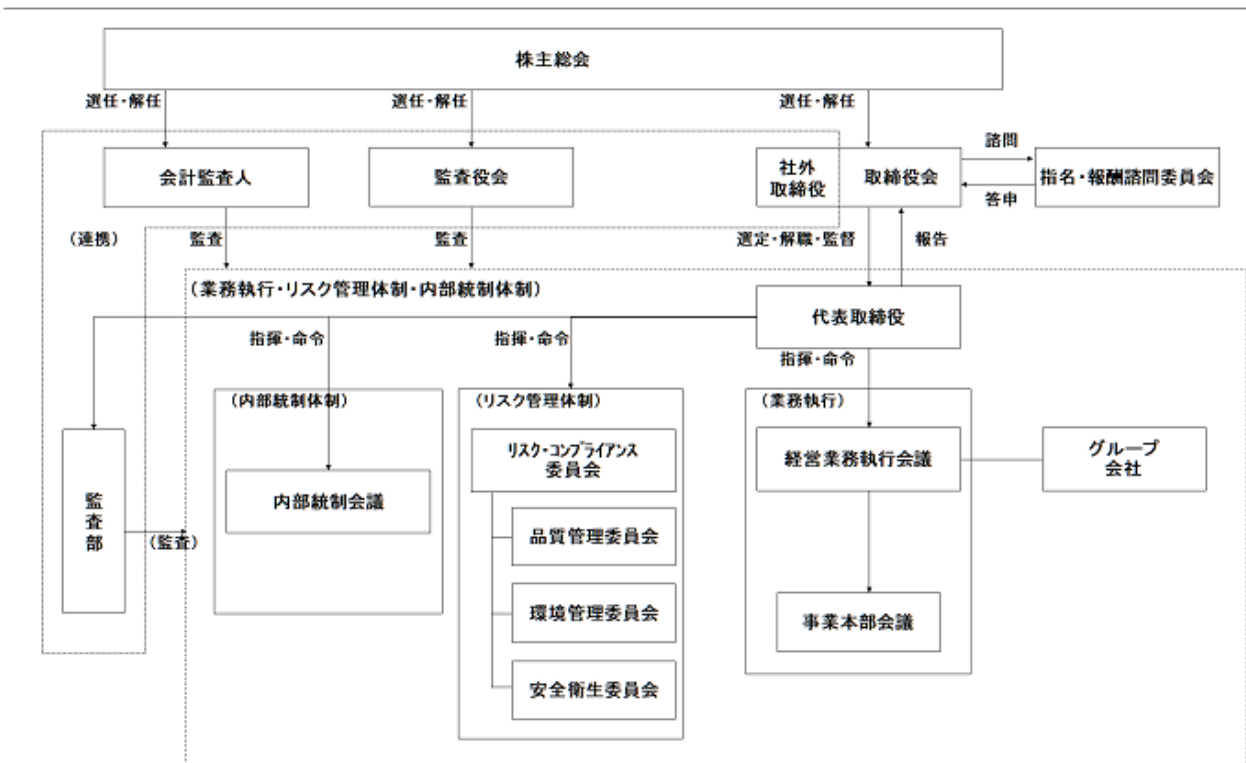 株主総会
選任・解任
選任・解任
選任・解任
会計監査人
監査役会
社外
取締役
取締役会
諮問
答申
指名・報酬諮問委員会
(連携)
監査
監査
選定・解職・監督
報告
(業務執行・リスク管理体制・内部統制体制)
代表取締役
指揮・命令
指揮・命令
指揮・命令
(内部統制体制)
(リスク管理体制)
(業務執行)
監査部
(監査)
内部統制会議
リスク・コンプライアンス
委員会
品質管理委員会
環境管理委員会
安全衛生委員会
経営業務執行会議
事業本部会議
グループ
会社